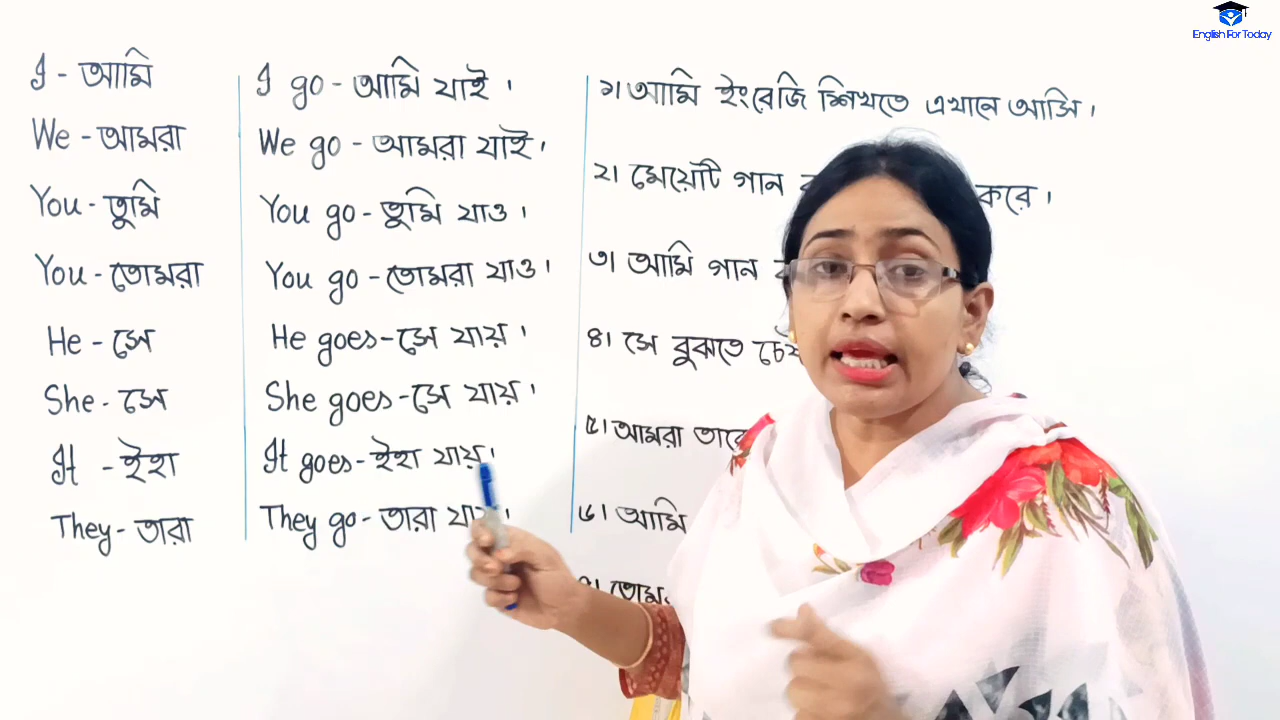 English For Today
I - আমি
We - আমরা
You - তুমি
You - তোমরা
He - সে
She - সে
It - ইহা
They - তারা
I go - আমি যাই ।
We go - আমরা যাই ।
You go - তুমি যাও ।
You go - তোমরা যাও ।
He goes - সে যায় ।
She goes - সে যায় ।
It goes - ইহা যায় ।
They go - তারা
১। আমি ইংরেজি শিখতে এখানে আসি ।
২। মেয়েটি গান করে ।
৩। আমি গান
৪। সে বুঝতে
৫। আমরা
৬। আমি